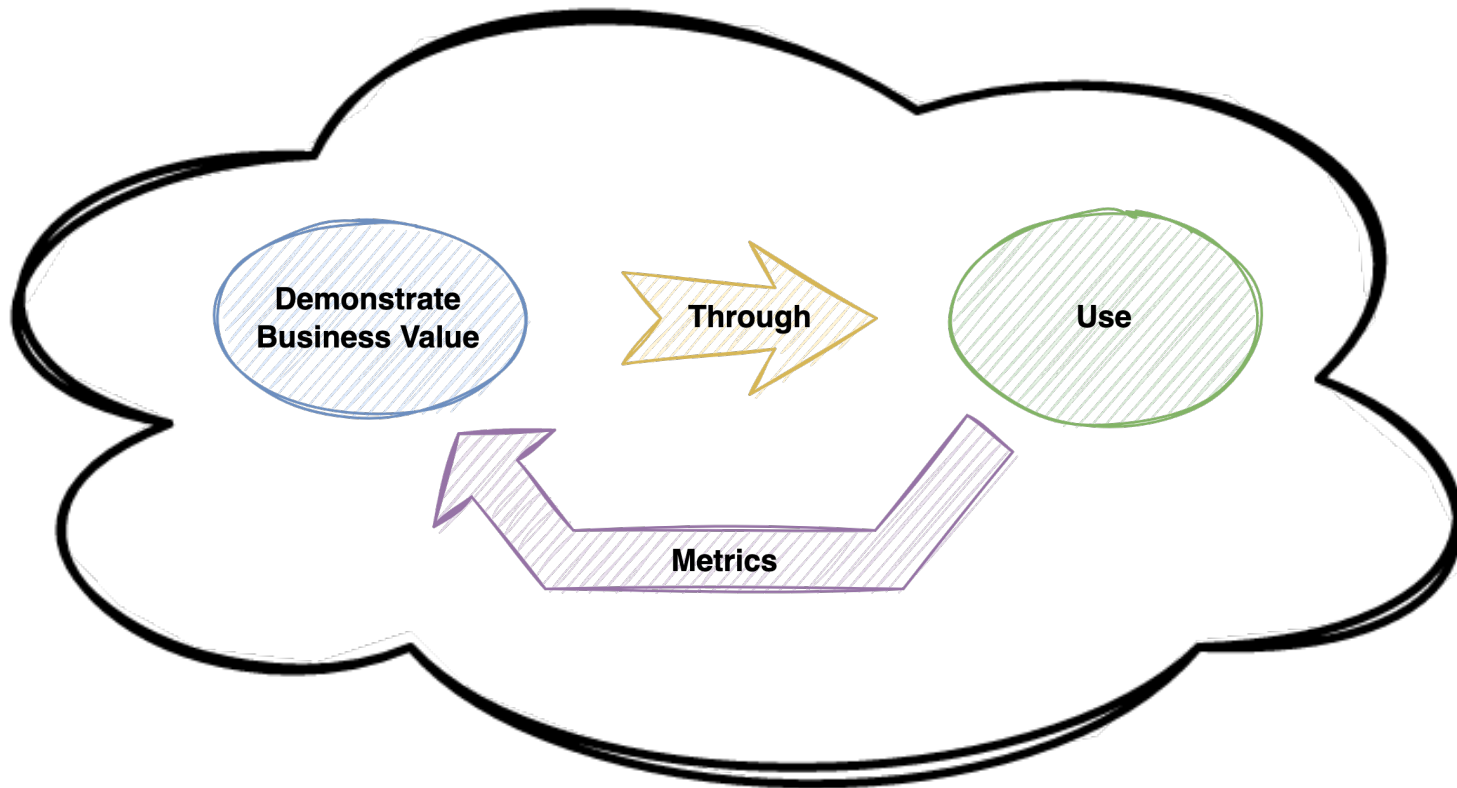 Demonstrate
Business Value
Through
Use
Metrics